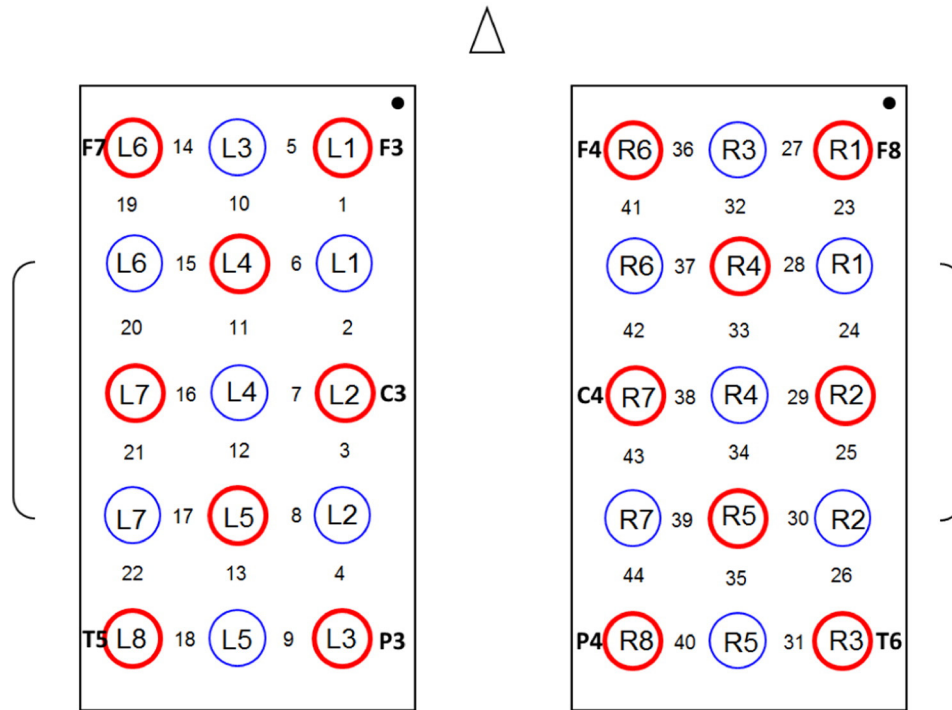 F7 L6 14 L3 5 L1 F3 F4 R6 36 R3 27 R1 F8
19 10 1 41 32 23
L6 15 L4 6 L1 R6 37 R4 28 R1
20 11 2 42 33 24
L7 16 L4 7 L2 C3 C4 R7 38 R4 29 R2
21 12 3 43 34 25
L7 17 L5 8 L2 R7 39 R5 30 R2
22 13 4 44 35 26
T5 L8 18 L5 9 L3 P3 P4 R8 40 R5 31 R3 T6